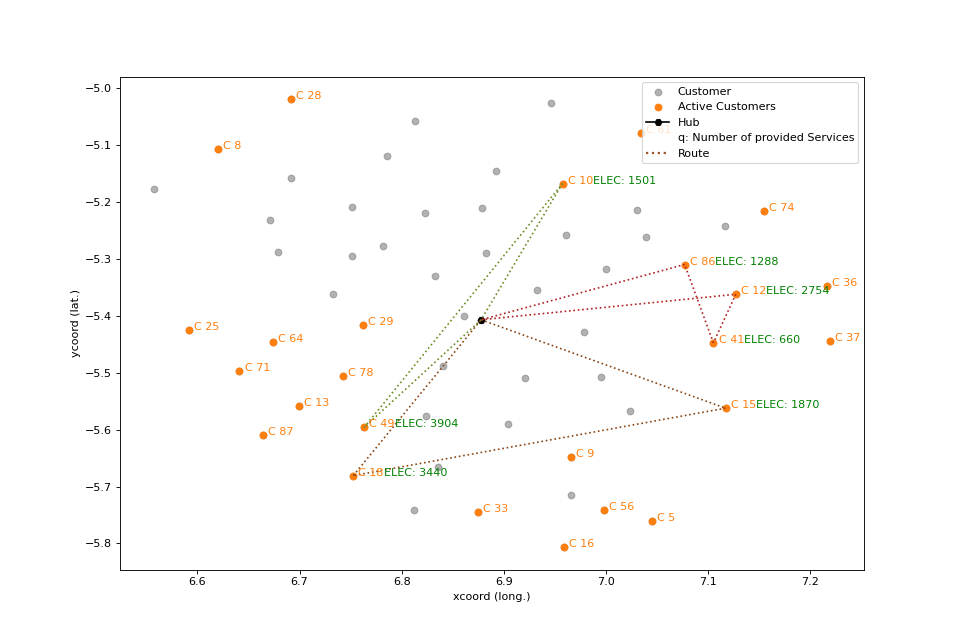 Customer
Active Customers
Hub
q: Number of provided Services
Route
−5.0
−5.1
−5.2
−5.3
−5.4
−5.5
−5.6
−5.7
−5.8
ycoord (lat.)
C 28
C 8
C 10 ELEC: 1501
C 74
C 86 ELEC: 1288
C 36
C 12 ELEC: 2754
C 25
C 29
C 64
C 41 ELEC: 660
C 37
C 71
C 78
C 13
C 15 ELEC: 1870
C 49 ELEC: 3904
C 87
C 9
C 18 ELEC: 3440
C 33
C 56
C 5
C 16
6.6
6.7
6.8
6.9
7.0
7.1
7.2
xcoord (long.)